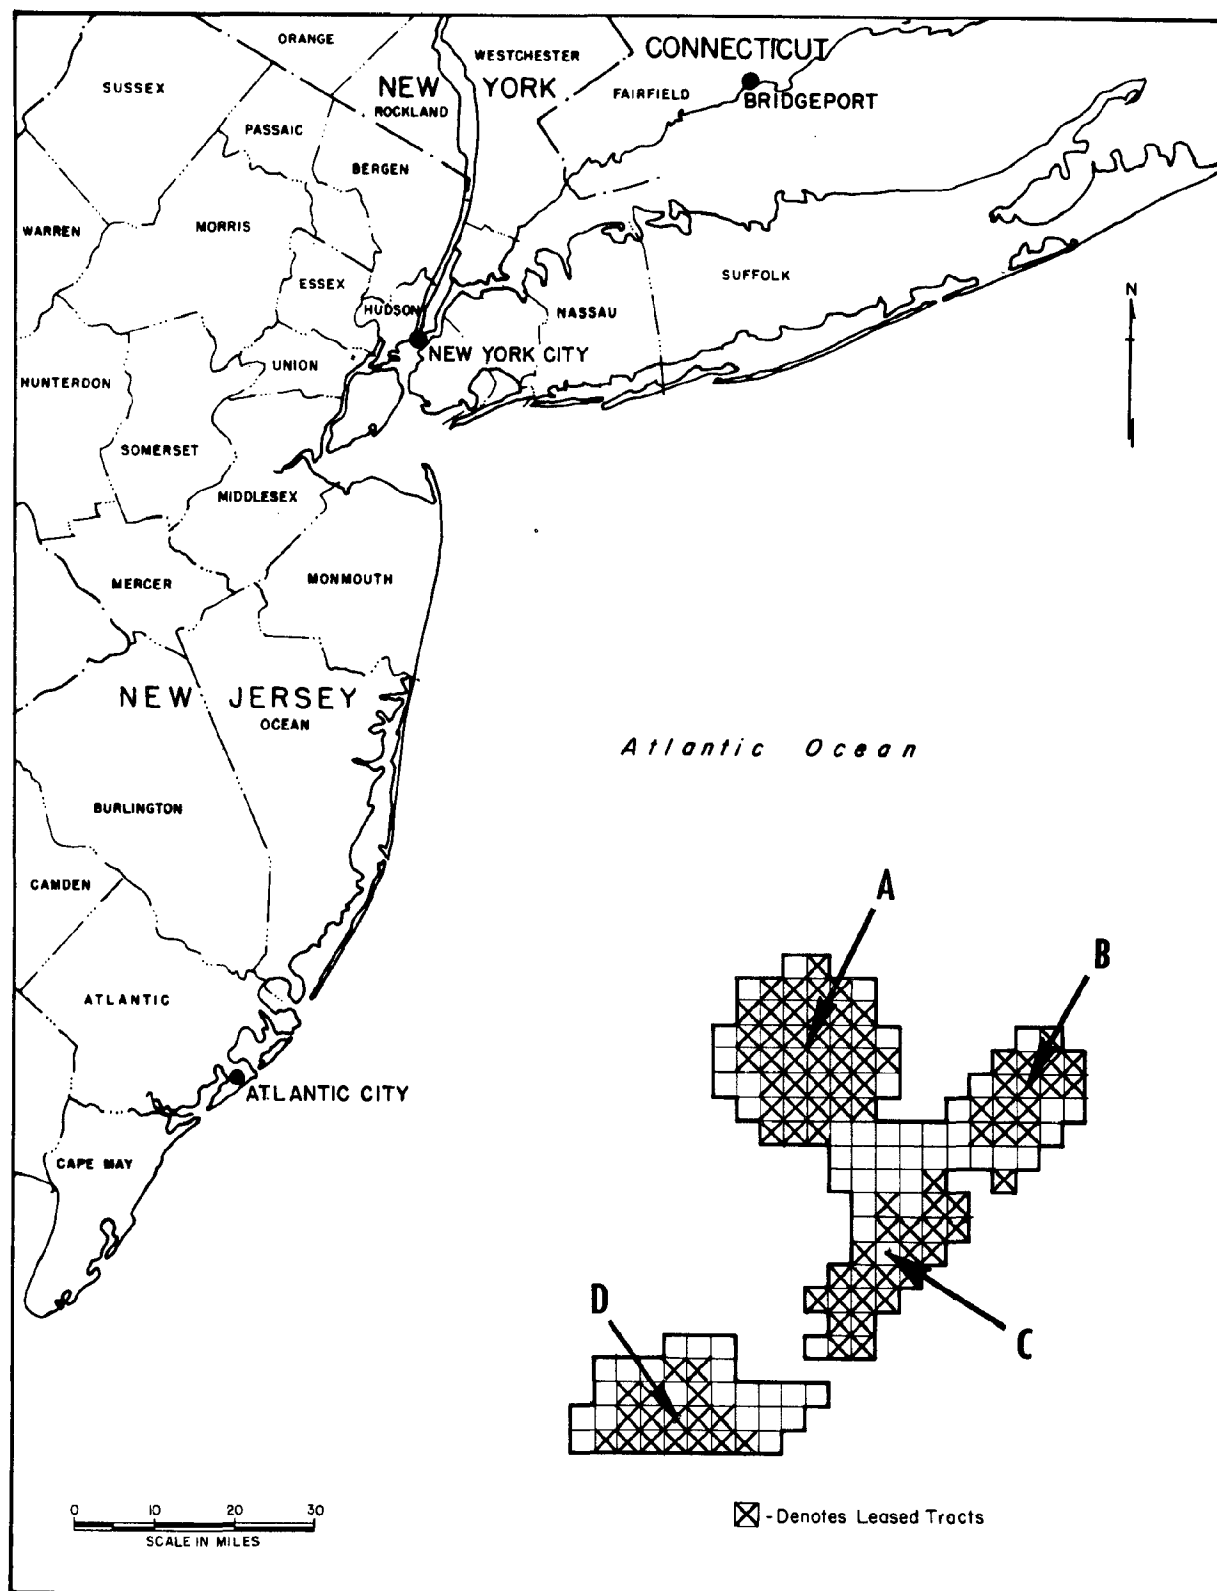 ORANGE
WESTCHESTER
CONNECTICUT
SUSSEX
NEW YORK
FAIRFIELD
BRIDGEPORT
ROCKLAND
PASSAIC
BERGEN
WARREN
MORRIS
ESSEX
SUFFOLK
HUDSON
NASSAU
N
NEW YORK CITY
UNION
HUNTERDON
SOMERSET
MIDDLESEX
MERCER
MONMOUTH
NEW JERSEY
OCEAN
Atlantic Ocean
BURLINGTON
CAMDEN
A
B
ATLANTIC
ATLANTIC CITY
CAPE MAY
D
C
0 10 20 30
SCALE IN MILES
- Denotes Leased Tracts